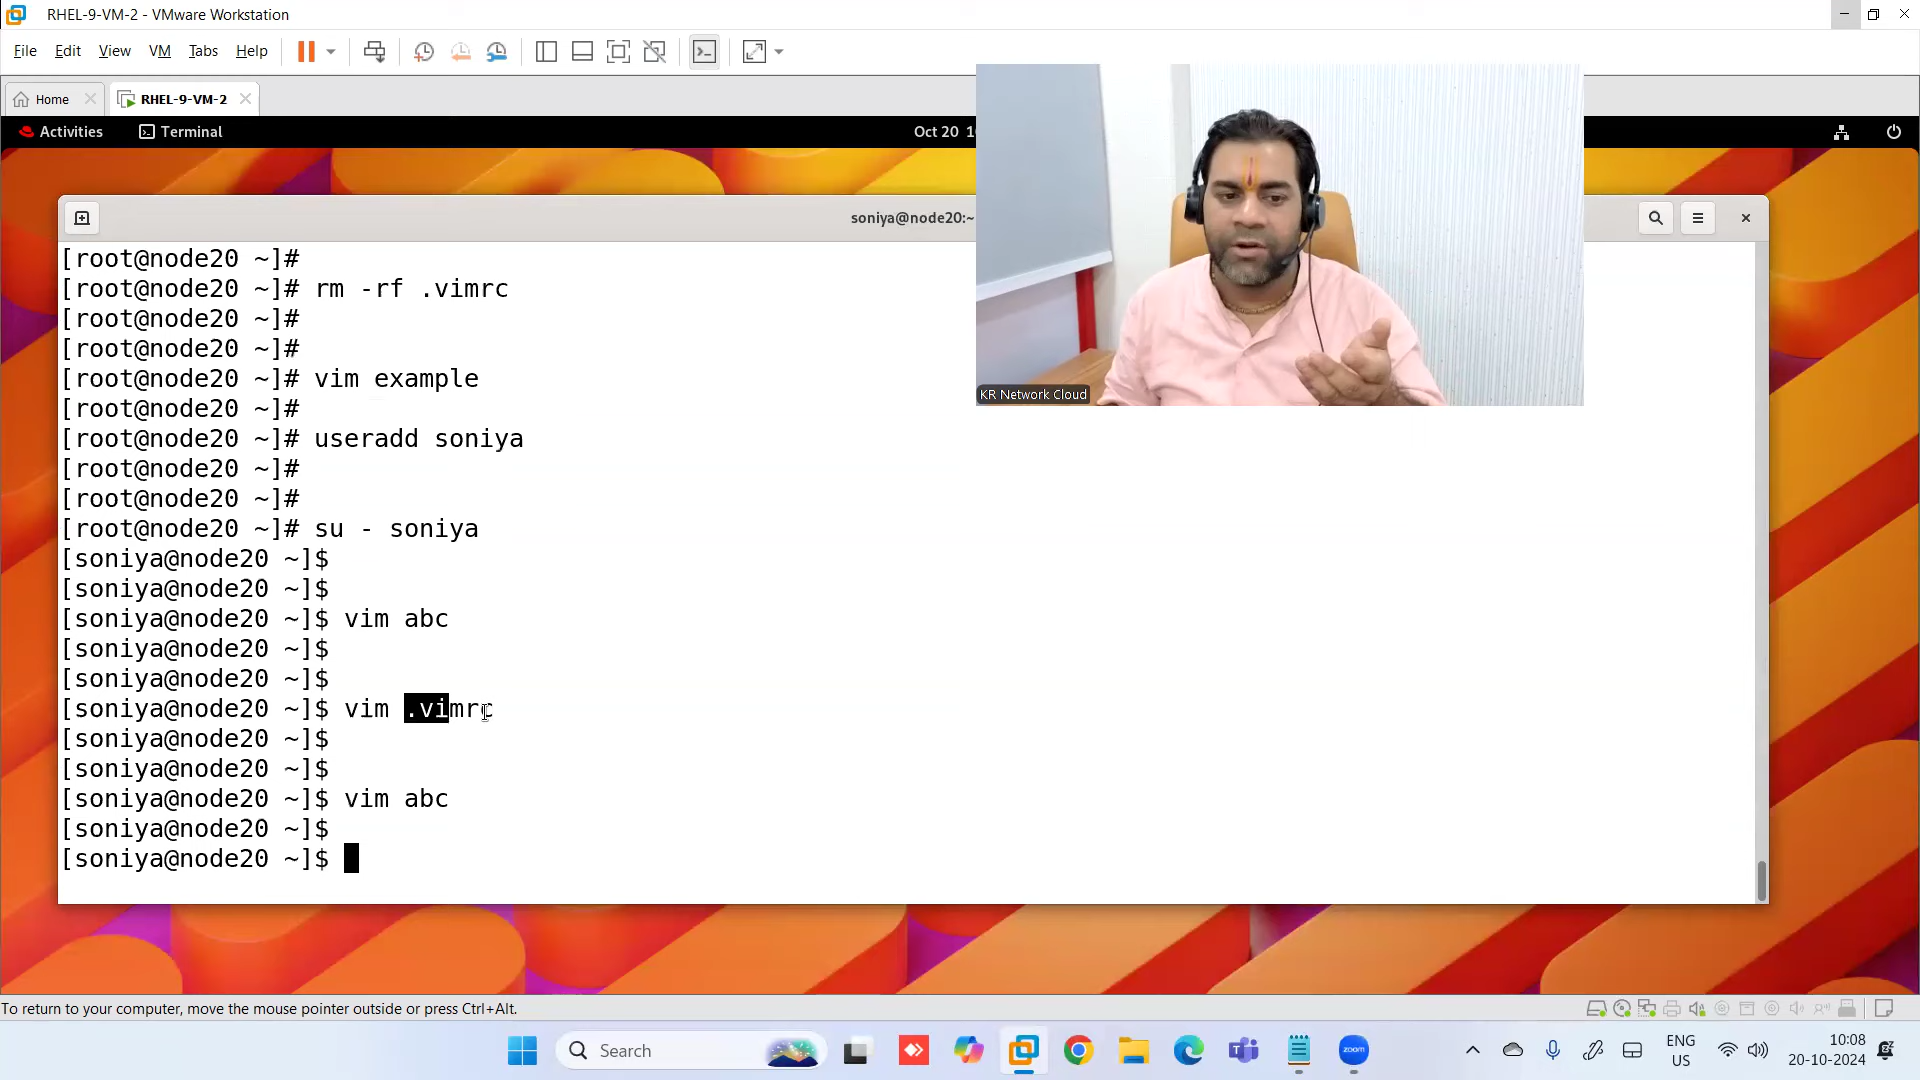 RHEL-9-VM-2 - VMware Workstation
File Edit View VM Tabs Help
Home
RHEL-9-VM-2
Activities
Terminal
Oct 20 1
soniya@node20:~
[root@node20 ~]#
[root@node20 ~]# rm -rf .vimrc
[root@node20 ~]#
[root@node20 ~]#
[root@node20 ~]# vim example
[root@node20 ~]#
[root@node20 ~]# useradd soniya
[root@node20 ~]#
[root@node20 ~]#
[root@node20 ~]# su - soniya
[soniya@node20 ~]$
[soniya@node20 ~]$
[soniya@node20 ~]$ vim abc
[soniya@node20 ~]$
[soniya@node20 ~]$
[soniya@node20 ~]$ vim .vimrc
[soniya@node20 ~]$
[soniya@node20 ~]$
[soniya@node20 ~]$ vim abc
[soniya@node20 ~]$
[soniya@node20 ~]$
KR Network Cloud
To return to your computer, move the mouse pointer outside or press Ctrl+Alt.
Search
zoom
ENG
US
10:08
20-10-2024